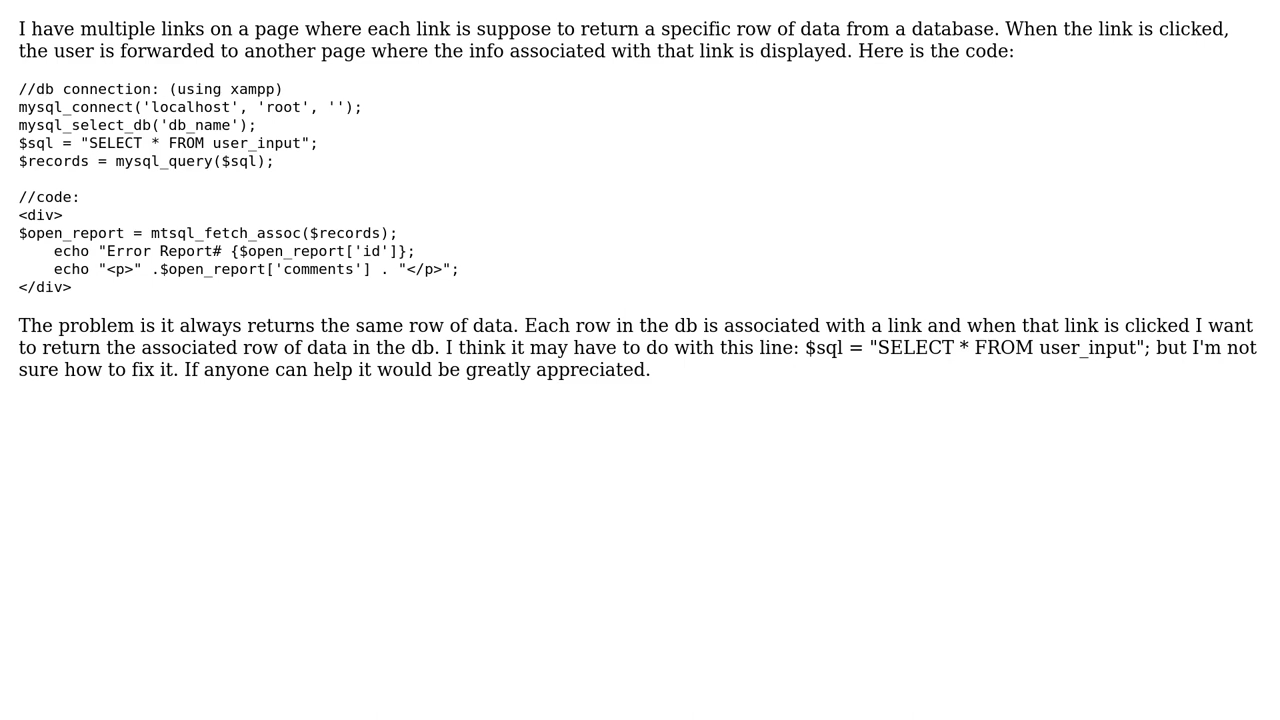 I have multiple links on a page where each link is suppose to return a specific row of data from a database. When the link is clicked,
the user is forwarded to another page where the info associated with that link is displayed. Here is the code:
//db connection: (using xampp)
mysql_connect('localhost', 'root', '');
mysql_select_db('db_name');
$sql = "SELECT * FROM user_input";
$records = mysql_query($sql);
//code:
<div>
$open_report = mtsql_fetch_assoc($records);
    echo "Error Report# {$open_report['id']};
    echo "<p>" .$open_report['comments'] . "</p>";
</div>
The problem is it always returns the same row of data. Each row in the db is associated with a link and when that link is clicked I want
to return the associated row of data in the db. I think it may have to do with this line: $sql = "SELECT * FROM user_input"; but I'm not
sure how to fix it. If anyone can help it would be greatly appreciated.